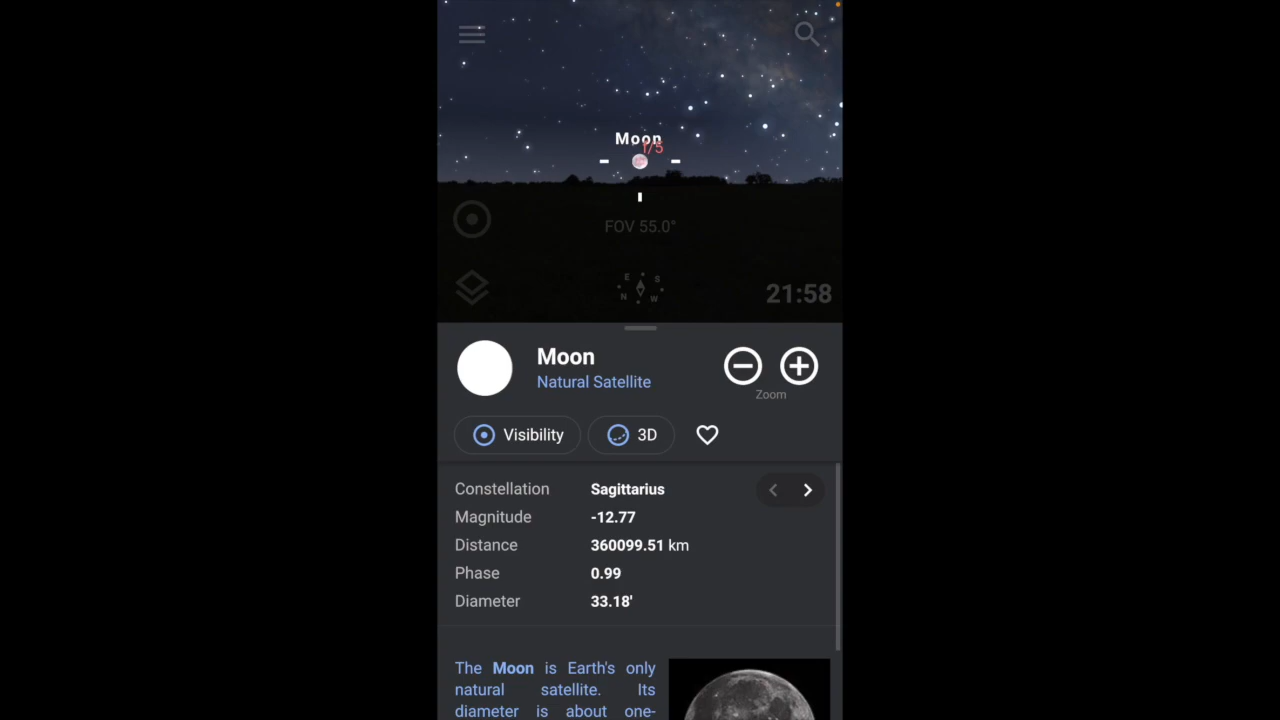 Moon
1/5
FOV 55.0°
E S
N W
21:58
Moon
Natural Satellite
Zoom
Visibility
3D
Constellation Sagittarius
Magnitude -12.77
Distance 360099.51 km
Phase 0.99
Diameter 33.18'
The Moon is Earth's only
natural satellite. Its
diameter is about one-